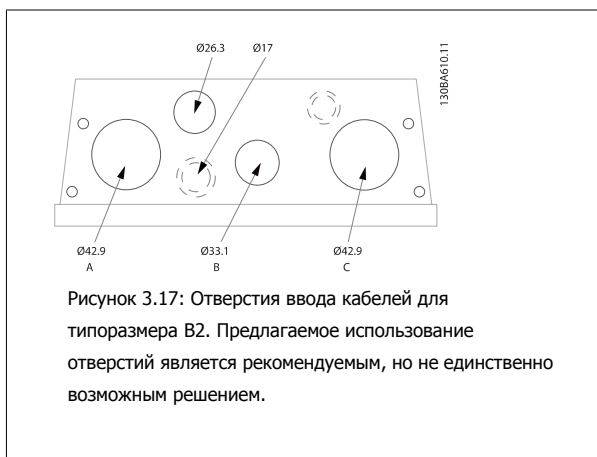 Ø26.3 Ø17
130BA610.11
Ø42.9 Ø33.1 Ø42.9
A B C
Рисунок 3.17: Отверстия ввода кабелей для
типоразмера B2. Предлагаемое использование
отверстий является рекомендуемым, но не единственно
возможным решением.